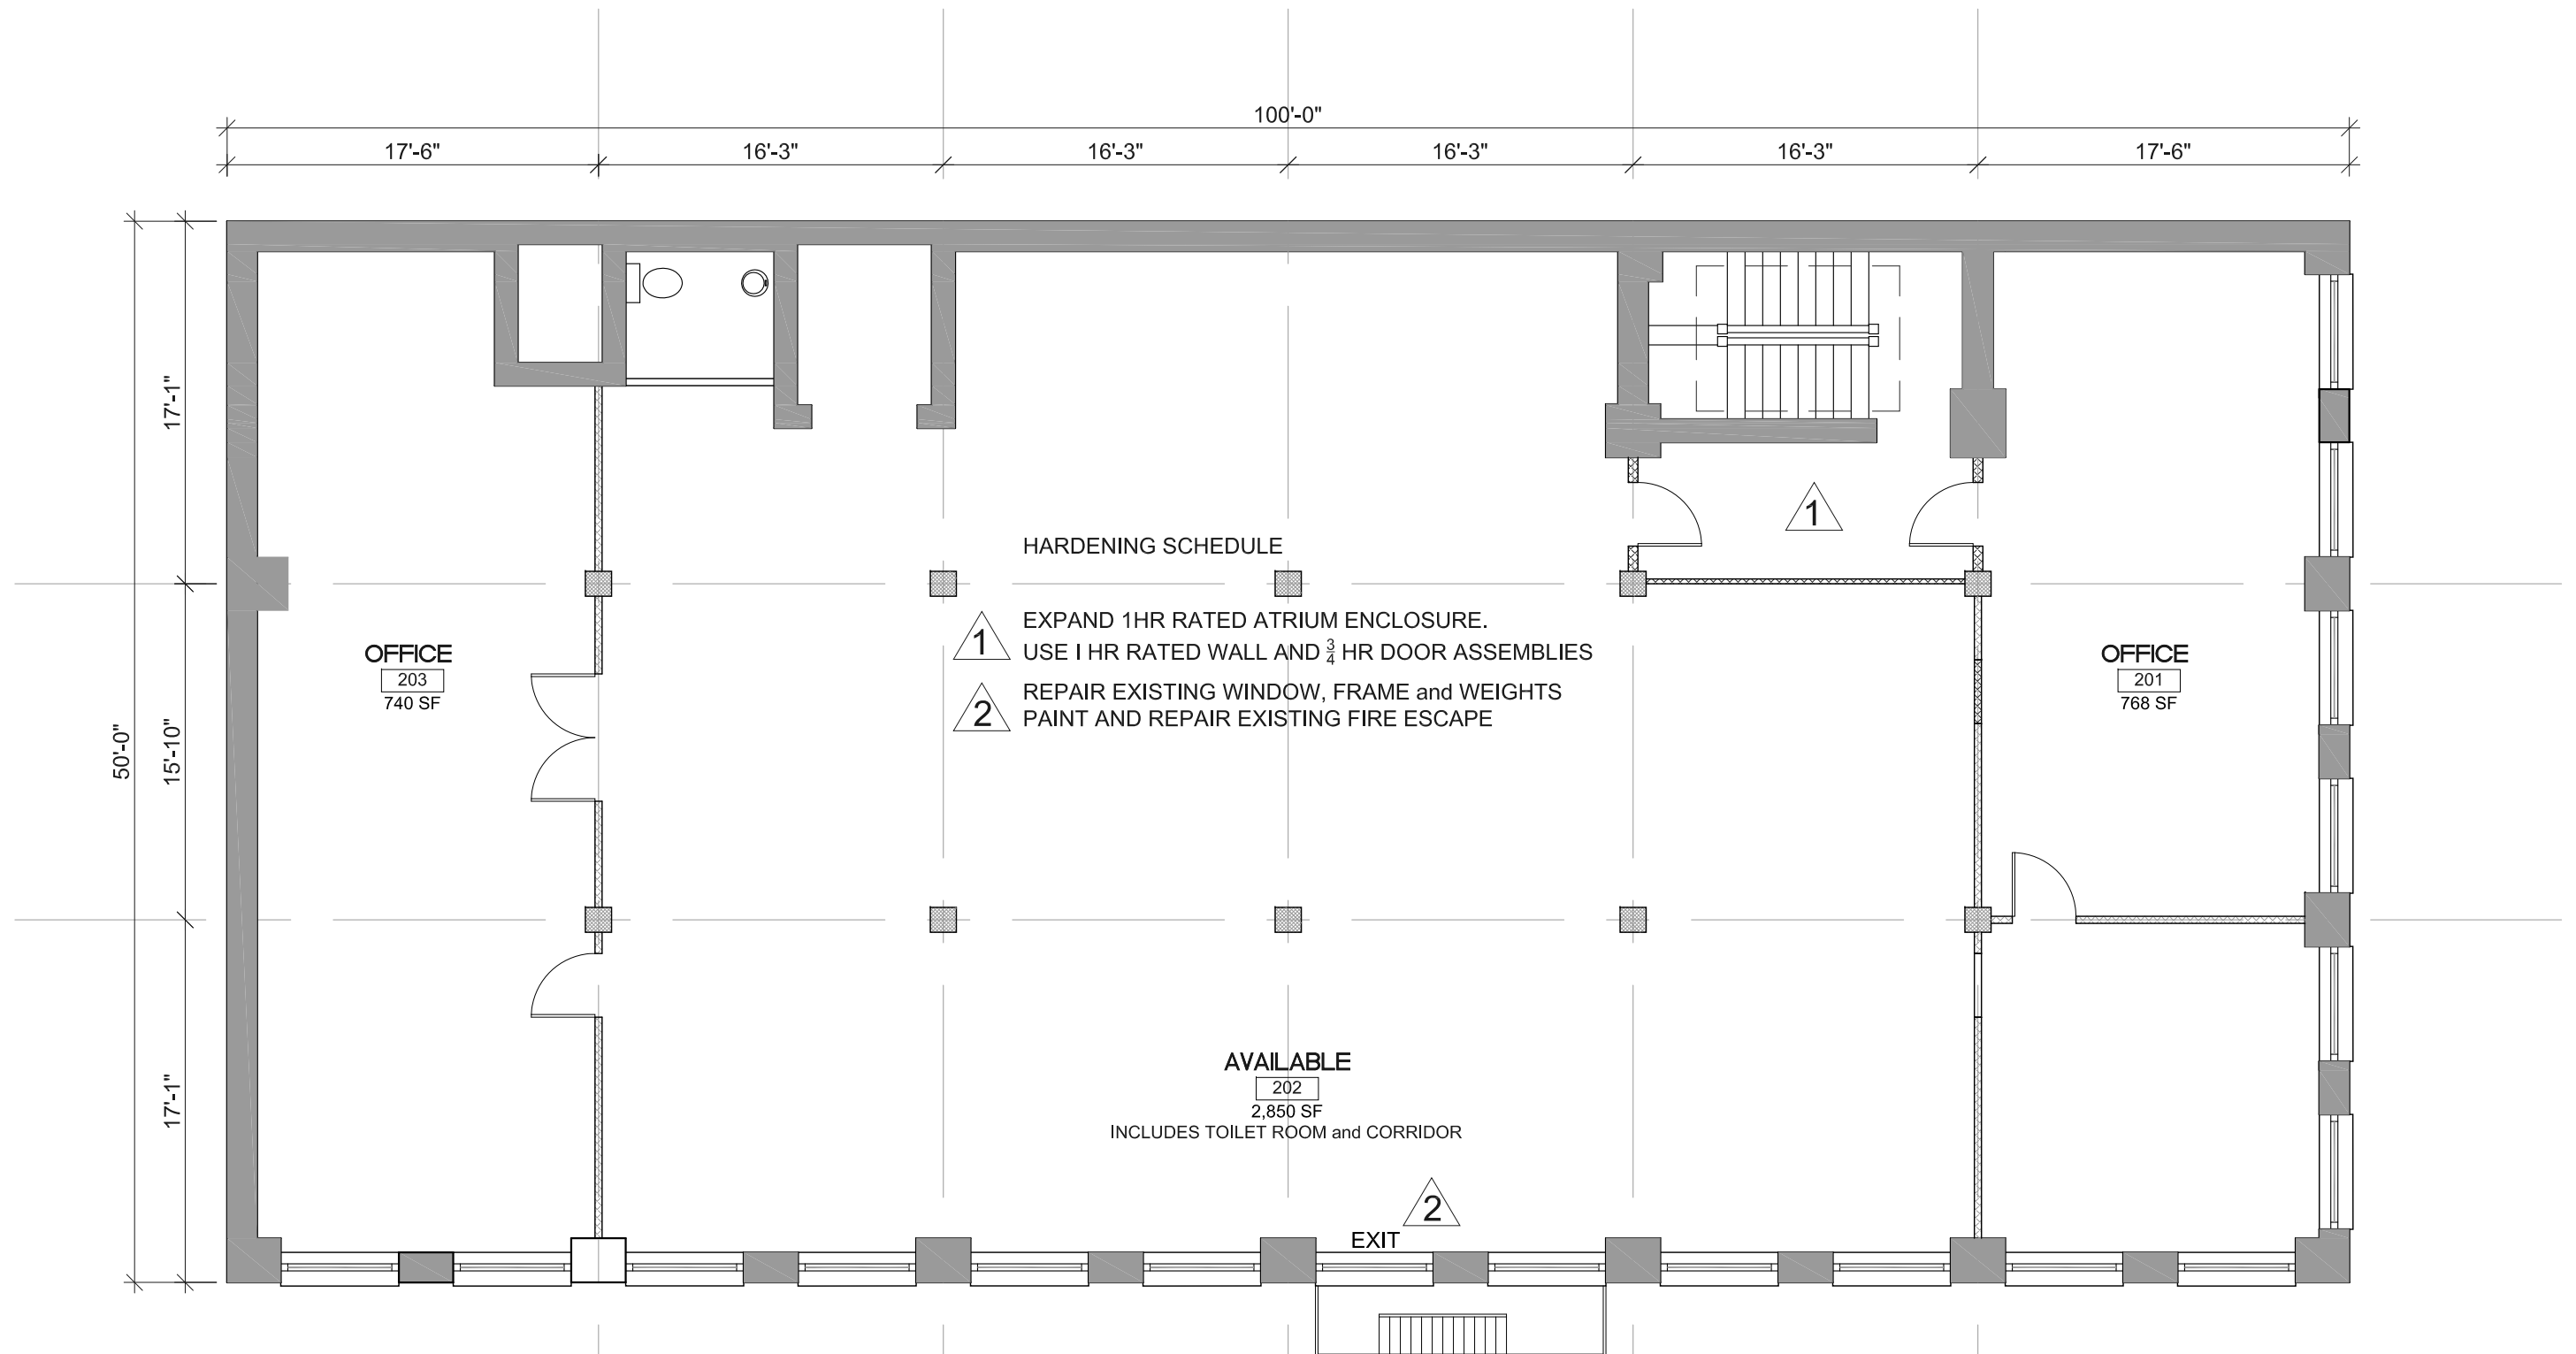 100'-0"
17'-6"
16'-3"
16'-3"
16'-3"
16'-3"
17'-6"
50'-0"
17'-1"
15'-10"
17'-1"
1
HARDENING SCHEDULE
1
EXPAND 1HR RATED ATRIUM ENCLOSURE.
USE I HR RATED WALL AND 3/4 HR DOOR ASSEMBLIES
2
REPAIR EXISTING WINDOW, FRAME and WEIGHTS
PAINT AND REPAIR EXISTING FIRE ESCAPE
OFFICE
203
740 SF
OFFICE
201
768 SF
AVAILABLE
202
2,850 SF
INCLUDES TOILET ROOM and CORRIDOR
2
EXIT